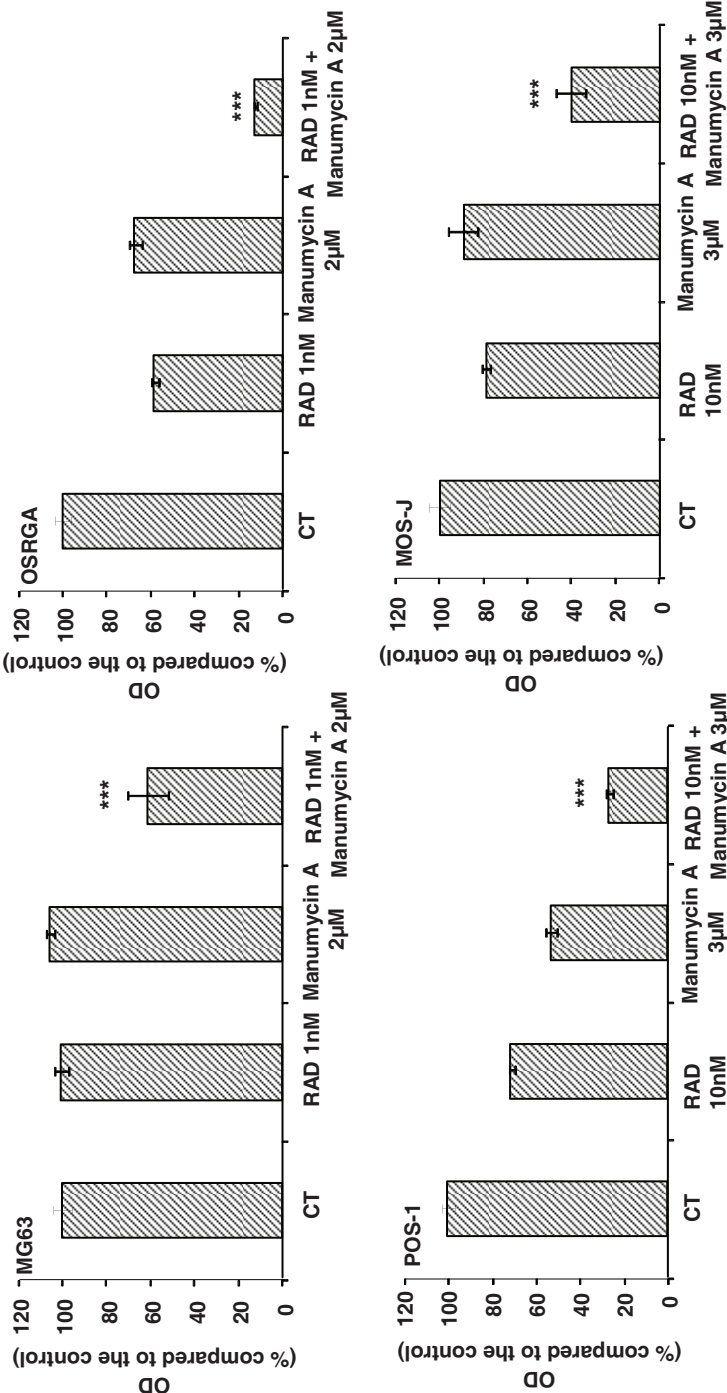 MG63
OD
(% compared to the control)
120
100
80
60
40
20
0
***
CT
RAD 1nM
Manumycin A
2µM
RAD 1nM +
Manumycin A 2µM
OSRGA
OD
(% compared to the control)
120
100
80
60
40
20
0
***
CT
RAD 1nM
Manumycin A
2µM
RAD 1nM +
Manumycin A 2µM
POS-1
OD
(% compared to the control)
120
100
80
60
40
20
0
***
CT
RAD
10nM
Manumycin A
3µM
RAD 10nM +
Manumycin A 3µM
MOS-J
OD
(% compared to the control)
120
100
80
60
40
20
0
***
CT
RAD
10nM
Manumycin A
3µM
RAD 10nM +
Manumycin A 3µM